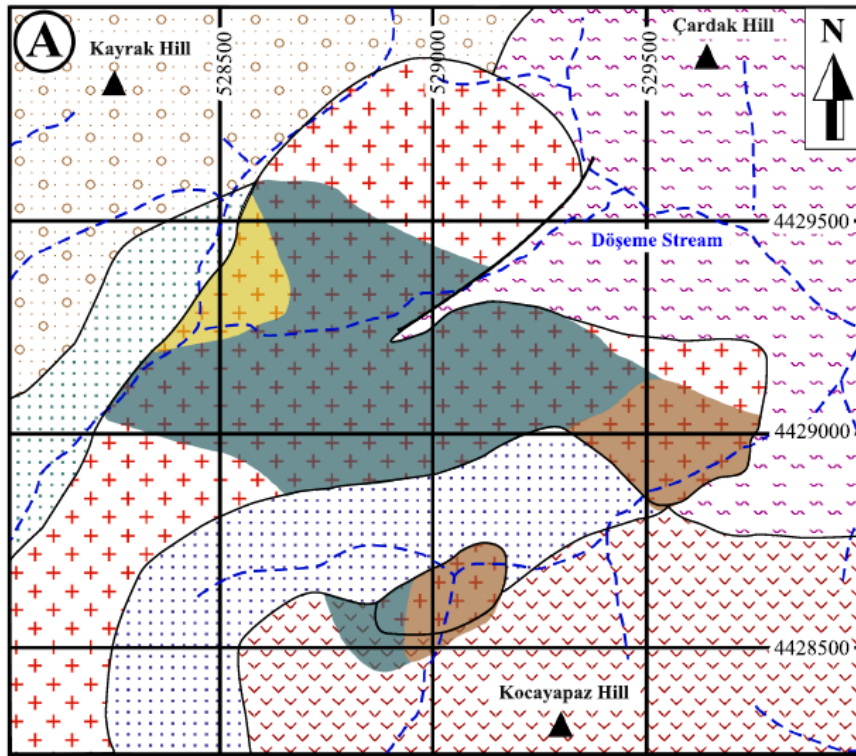 A
Kayrak Hill
528500
529000
529500
Çardak Hill
N
4429500
Döşeme Stream
4429000
4428500
Kocayapaz Hill